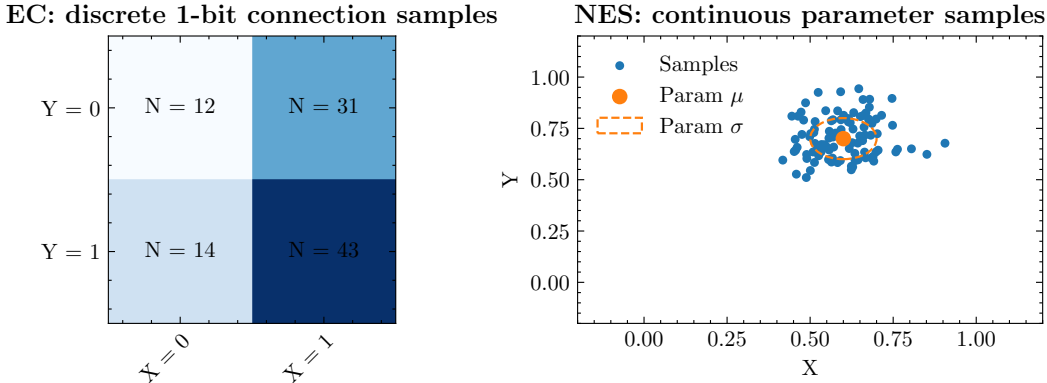 EC: discrete 1-bit connection samples
Y = 0
Y = 1
N = 12
N = 31
N = 14
N = 43
X = 0
X = 1
NES: continuous parameter samples
Samples
Param μ
Param σ
Y
1.00
0.75
0.50
0.25
0.00
0.00
0.25
0.50
0.75
1.00
X